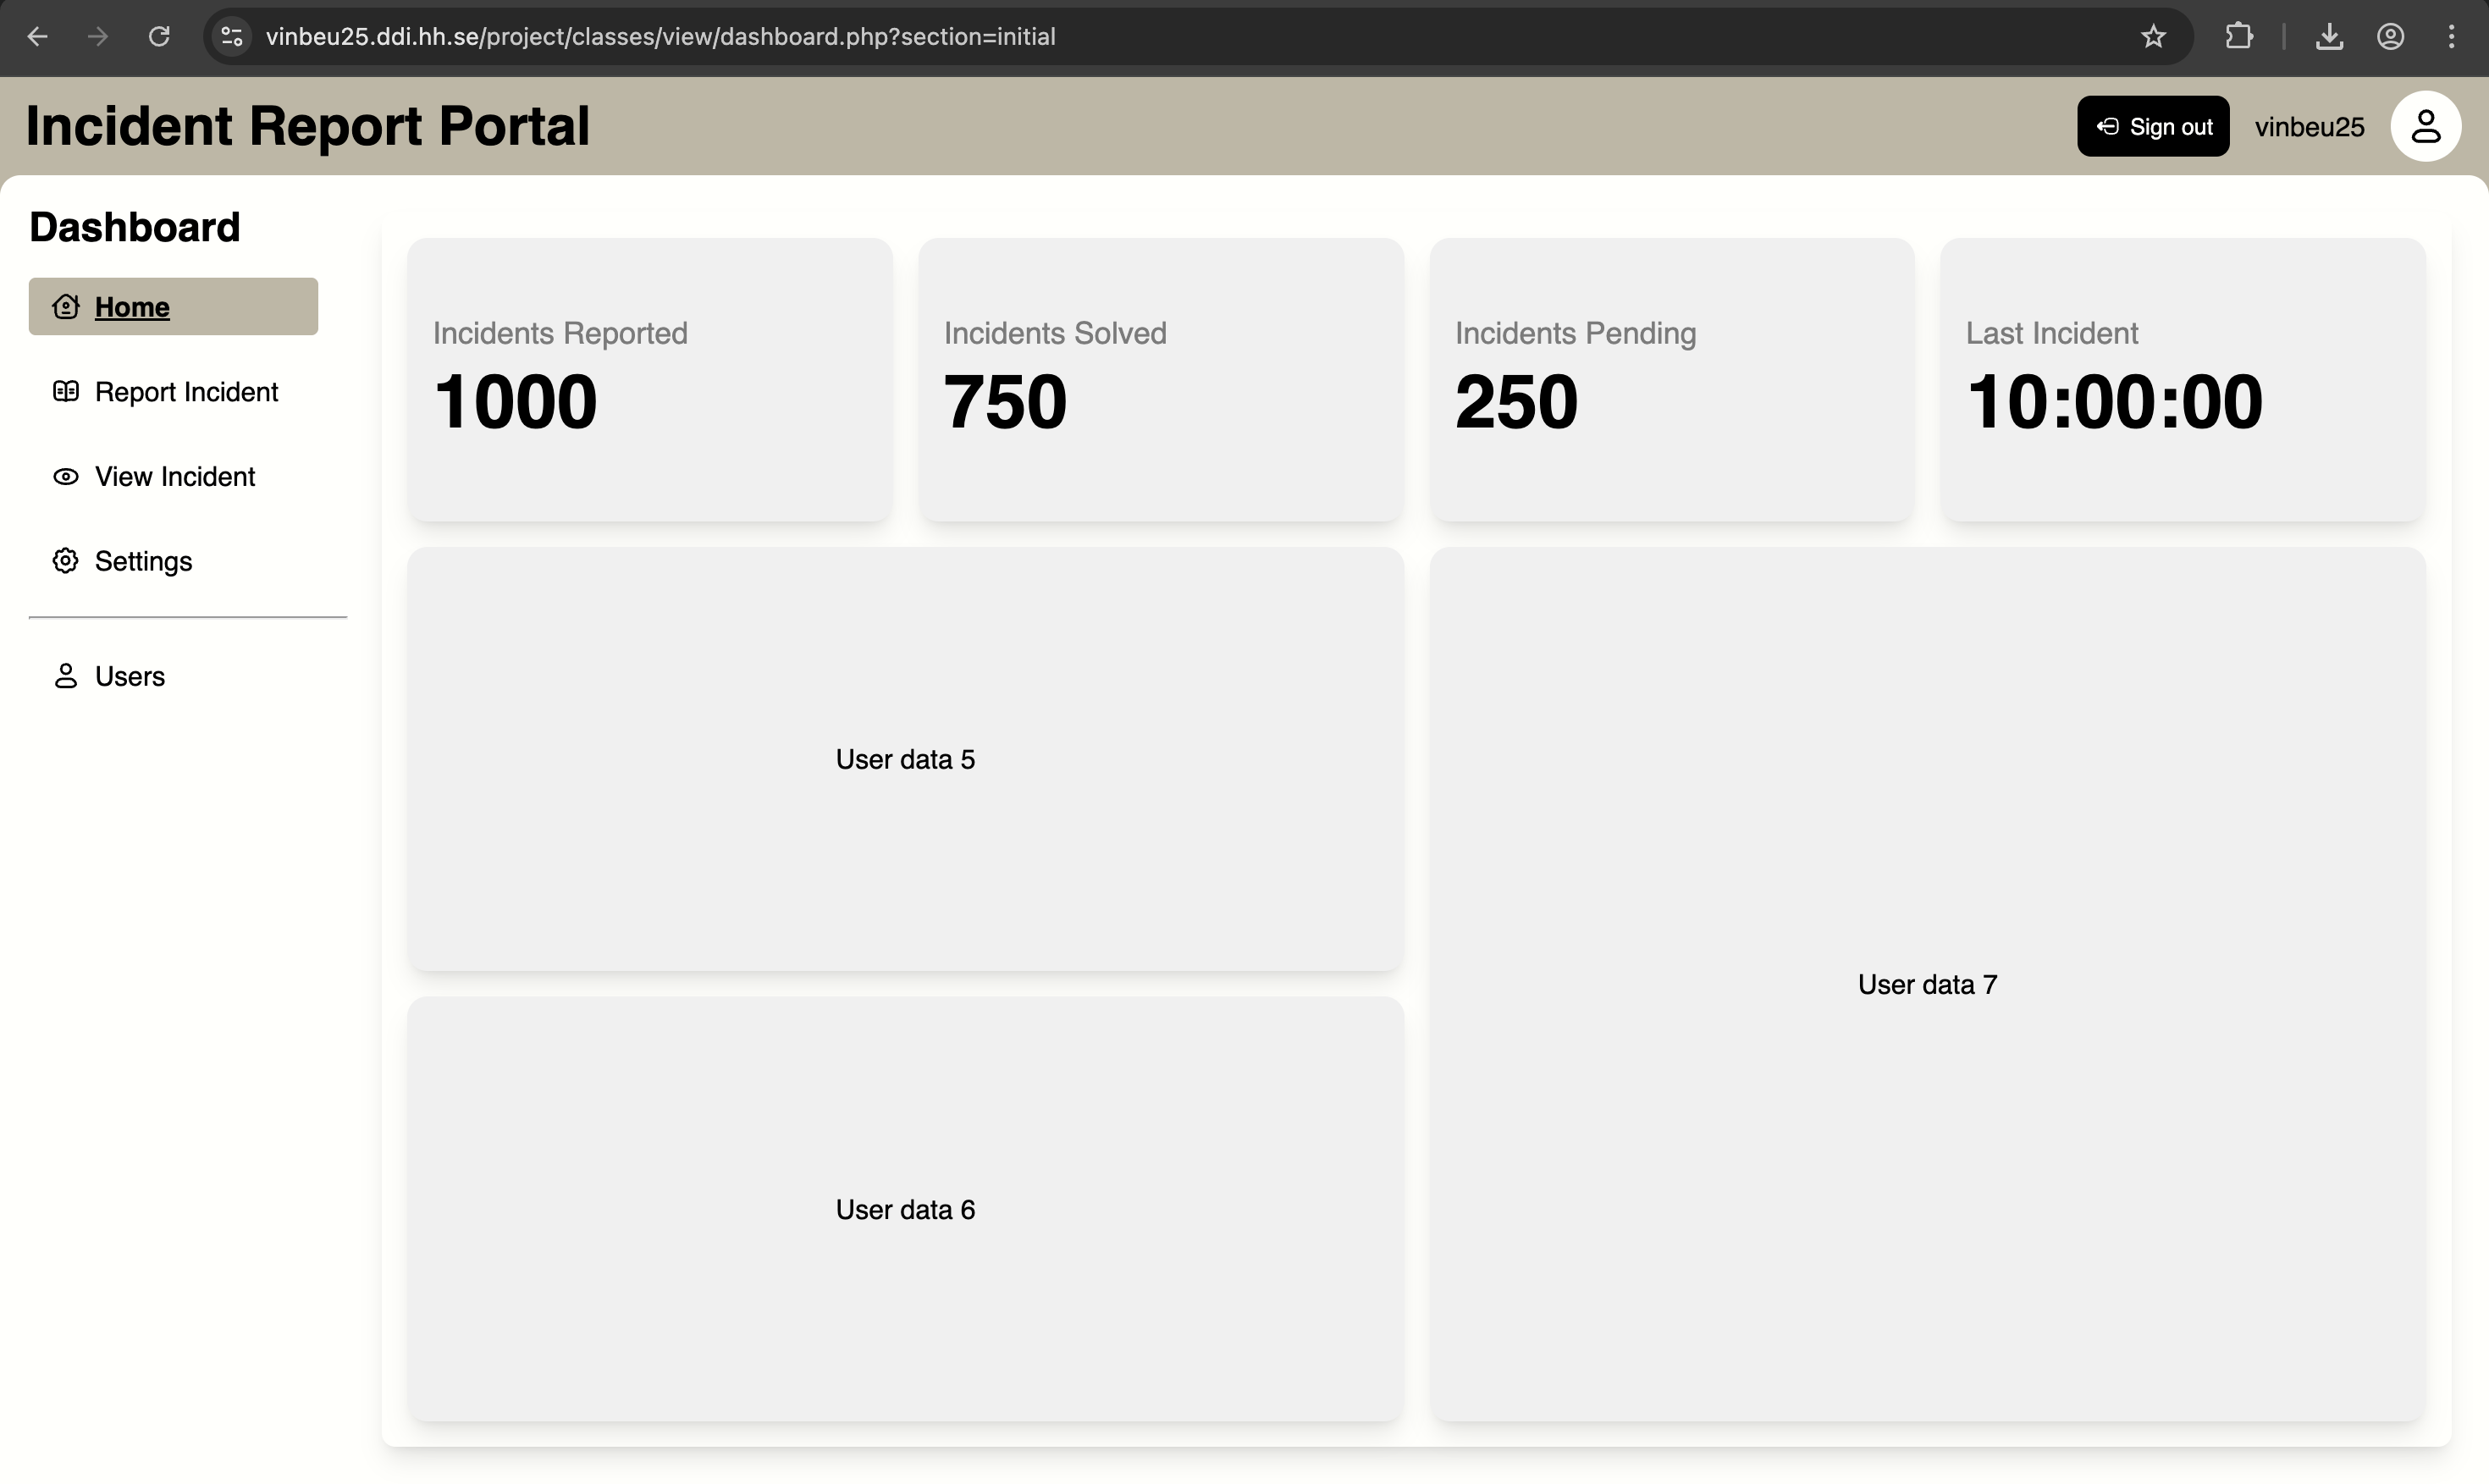 vinbeu25.ddi.hh.se/project/classes/view/dashboard.php?section=initial
Incident Report Portal
Sign out
vinbeu25
Dashboard
Home
Report Incident
View Incident
Settings
Users
Incidents Reported
1000
Incidents Solved
750
Incidents Pending
250
Last Incident
10:00:00
User data 5
User data 6
User data 7